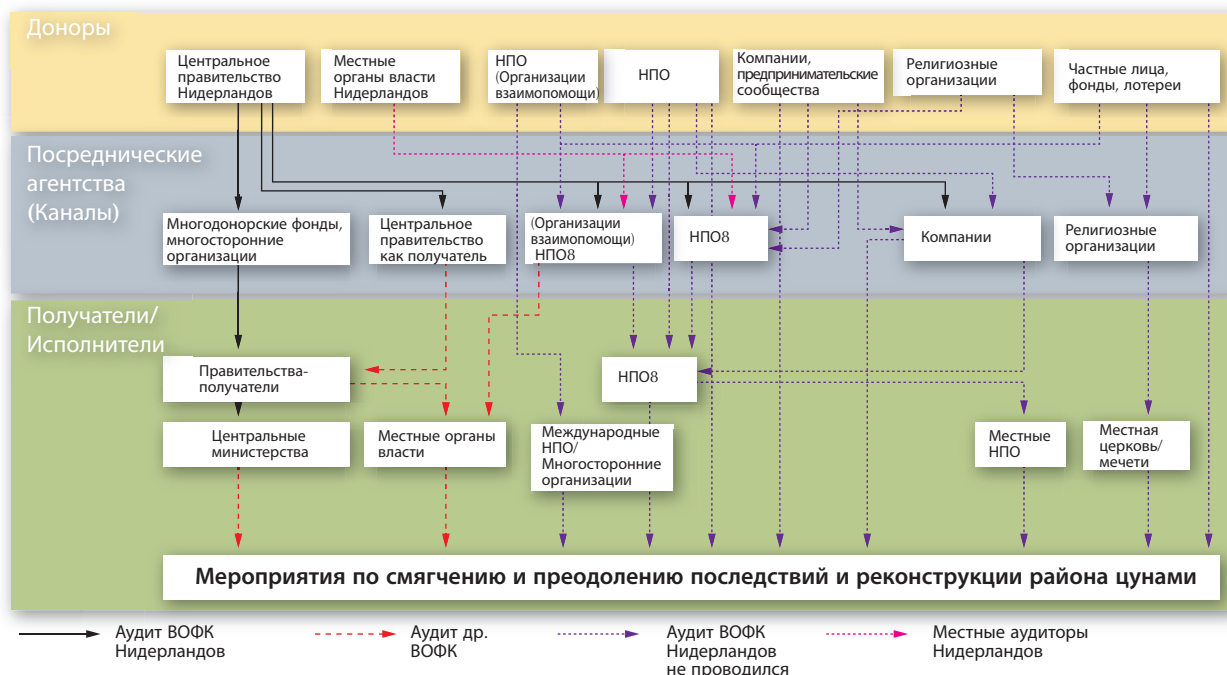 Доноры
Центральное
правительство
Нидерландов
Местные
органы власти
Нидерландов
НПО
(Организации
взаимопомощи)
НПО
Компании,
предпринимательские
сообщества
Религиозные
организации
Частные лица,
фонды, лотереи
Посреднические
агентства
(Каналы)
Многодонорские фонды,
многосторонние
организации
Центральное
правительство
как получатель
(Организации
взаимопомощи)
НПО8
НПО8
Компании
Религиозные
организации
Получатели/
Исполнители
Правительства-
получатели
НПО8
Центральные
министерства
Местные органы
власти
Международные
НПО/
Многосторонние
организации
Местные
НПО
Местная
церковь/
мечети
Мероприятия по смягчению и преодолению последствий и реконструкции района цунами
Аудит ВОФК
Нидерландов
Аудит др.
ВОФК
Аудит ВОФК
Нидерландов
не проводился
Местные аудиторы
Нидерландов